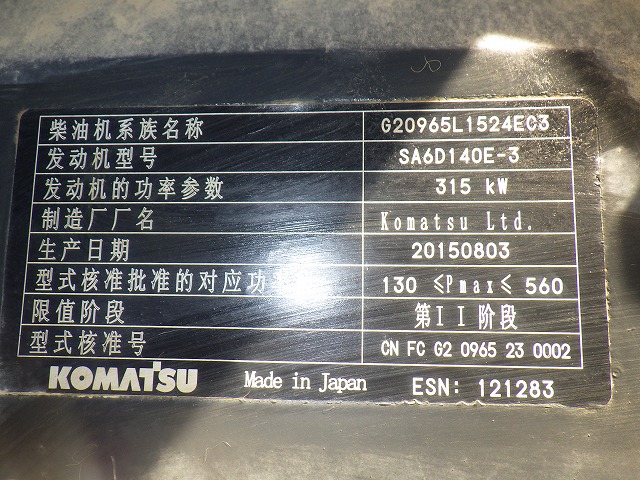 柴油机系族名称 G20965L1524EC3
发动机型号 SA6D140E-3
发动机的功率参数 315 kW
制造厂厂名 Komatsu Ltd.
生产日期 20150803
型式核准批准的对应功 130 ≤Pmax≤ 560
限值阶段 第II阶段
型式核准号 CN FC G2 0965 23 0002
KOMATSU Made in Japan ESN: 121283